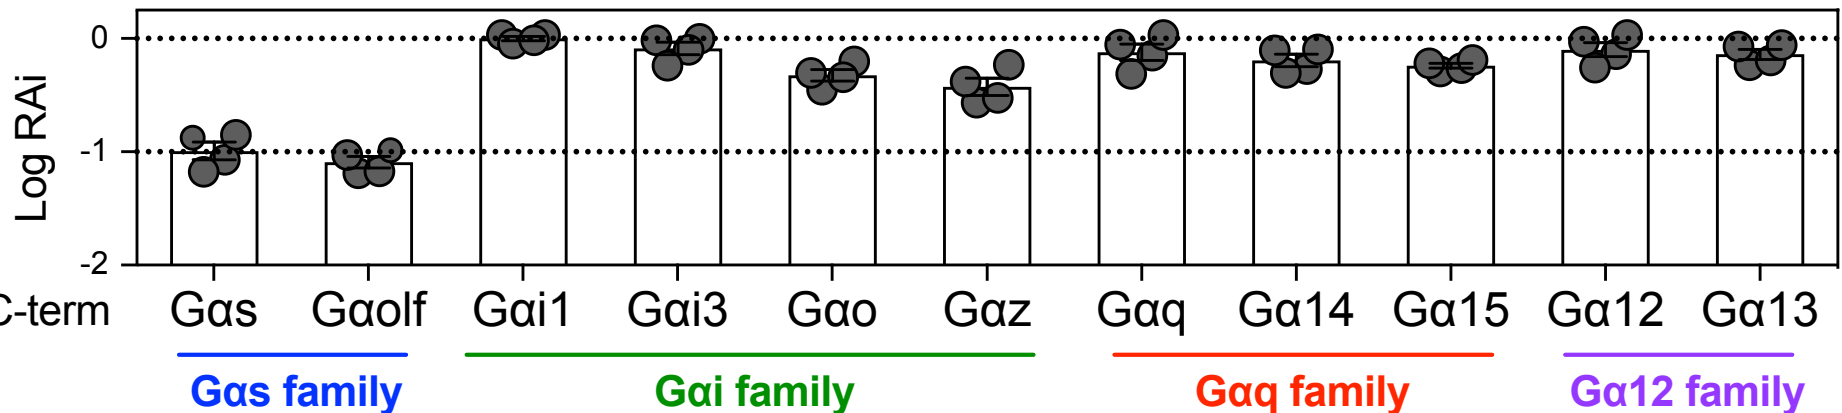 Log RAi
0
-1
-2
C-term Gαs Gαolf Gαi1 Gαi3 Gαo Gαz Gαq Gα14 Gα15 Gα12 Gα13
Gαs family Gαi family Gαq family Gα12 family